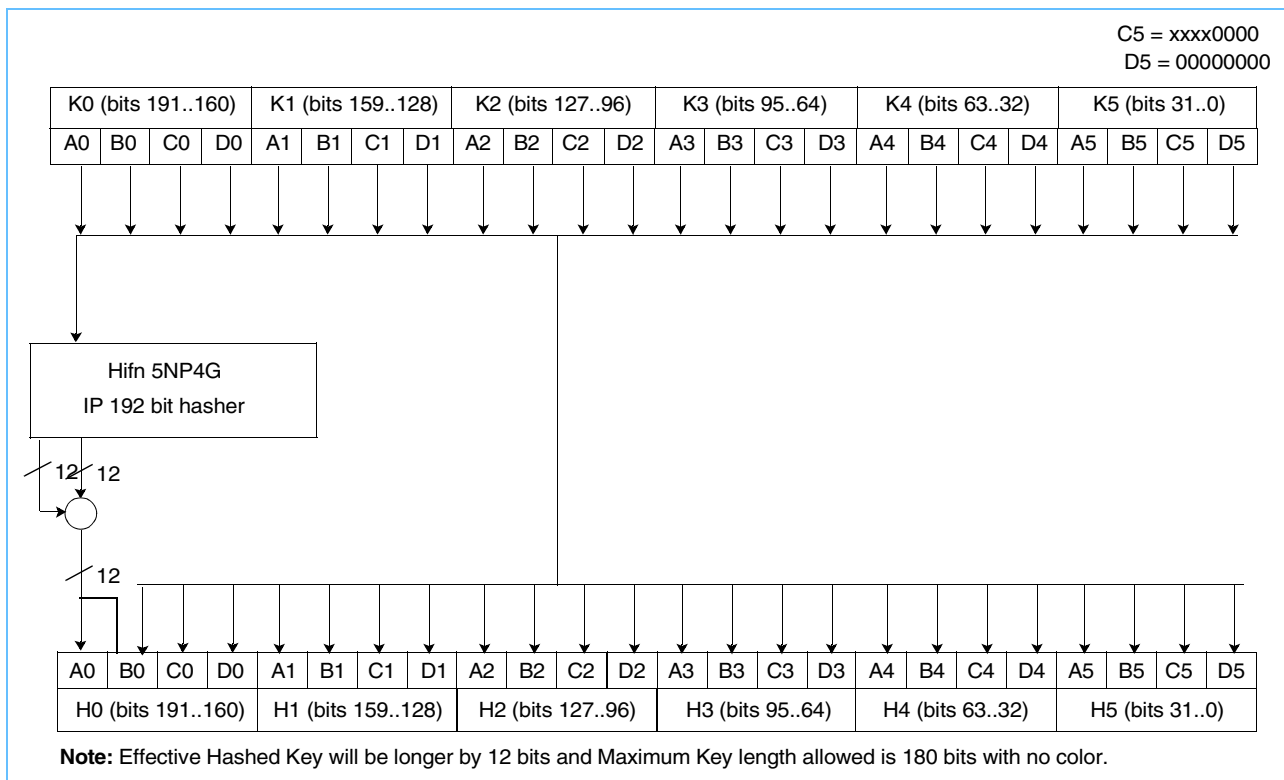 C5 = xxxx0000
D5 = 00000000
K0 (bits 191..160) K1 (bits 159..128) K2 (bits 127..96) K3 (bits 95..64) K4 (bits 63..32) K5 (bits 31..0)
A0 B0 C0 D0 A1 B1 C1 D1 A2 B2 C2 D2 A3 B3 C3 D3 A4 B4 C4 D4 A5 B5 C5 D5
Hifn 5NP4G
IP 192 bit hasher
12 12
12
A0 B0 C0 D0 A1 B1 C1 D1 A2 B2 C2 D2 A3 B3 C3 D3 A4 B4 C4 D4 A5 B5 C5 D5
H0 (bits 191..160) H1 (bits 159..128) H2 (bits 127..96) H3 (bits 95..64) H4 (bits 63..32) H5 (bits 31..0)
Note: Effective Hashed Key will be longer by 12 bits and Maximum Key length allowed is 180 bits with no color.